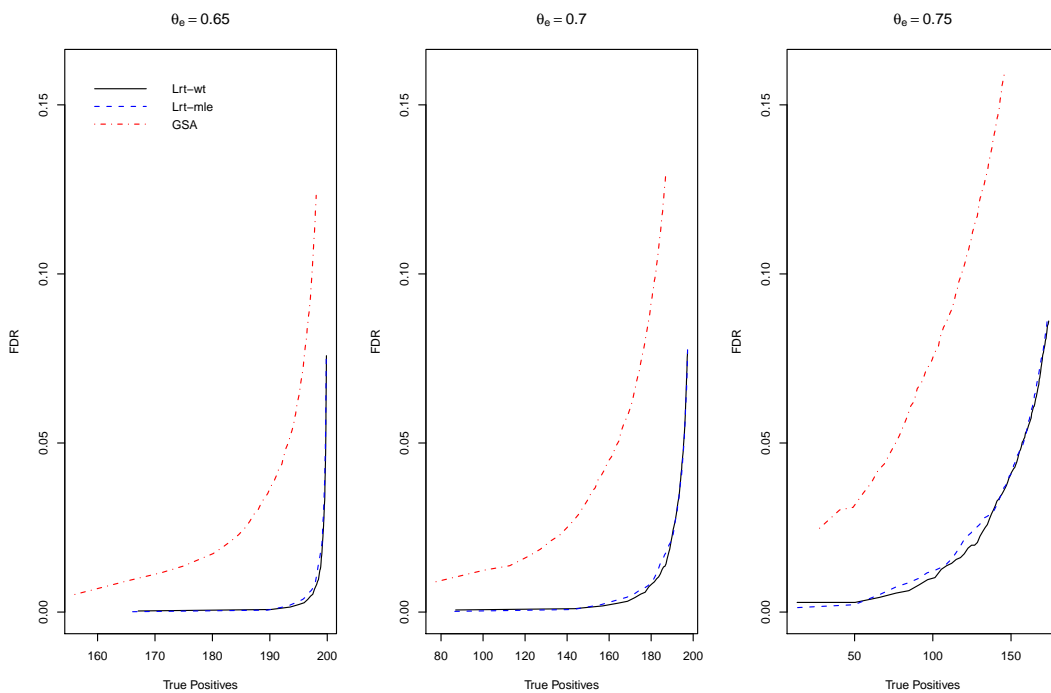 θe = 0.65
FDR
0.15
0.10
0.05
0.00
Lrt−wt
Lrt−mle
GSA
160 170 180 190 200
True Positives
θe = 0.7
FDR
0.15
0.10
0.05
0.00
80 100 120 140 160 180 200
True Positives
θe = 0.75
FDR
0.15
0.10
0.05
0.00
50 100 150
True Positives